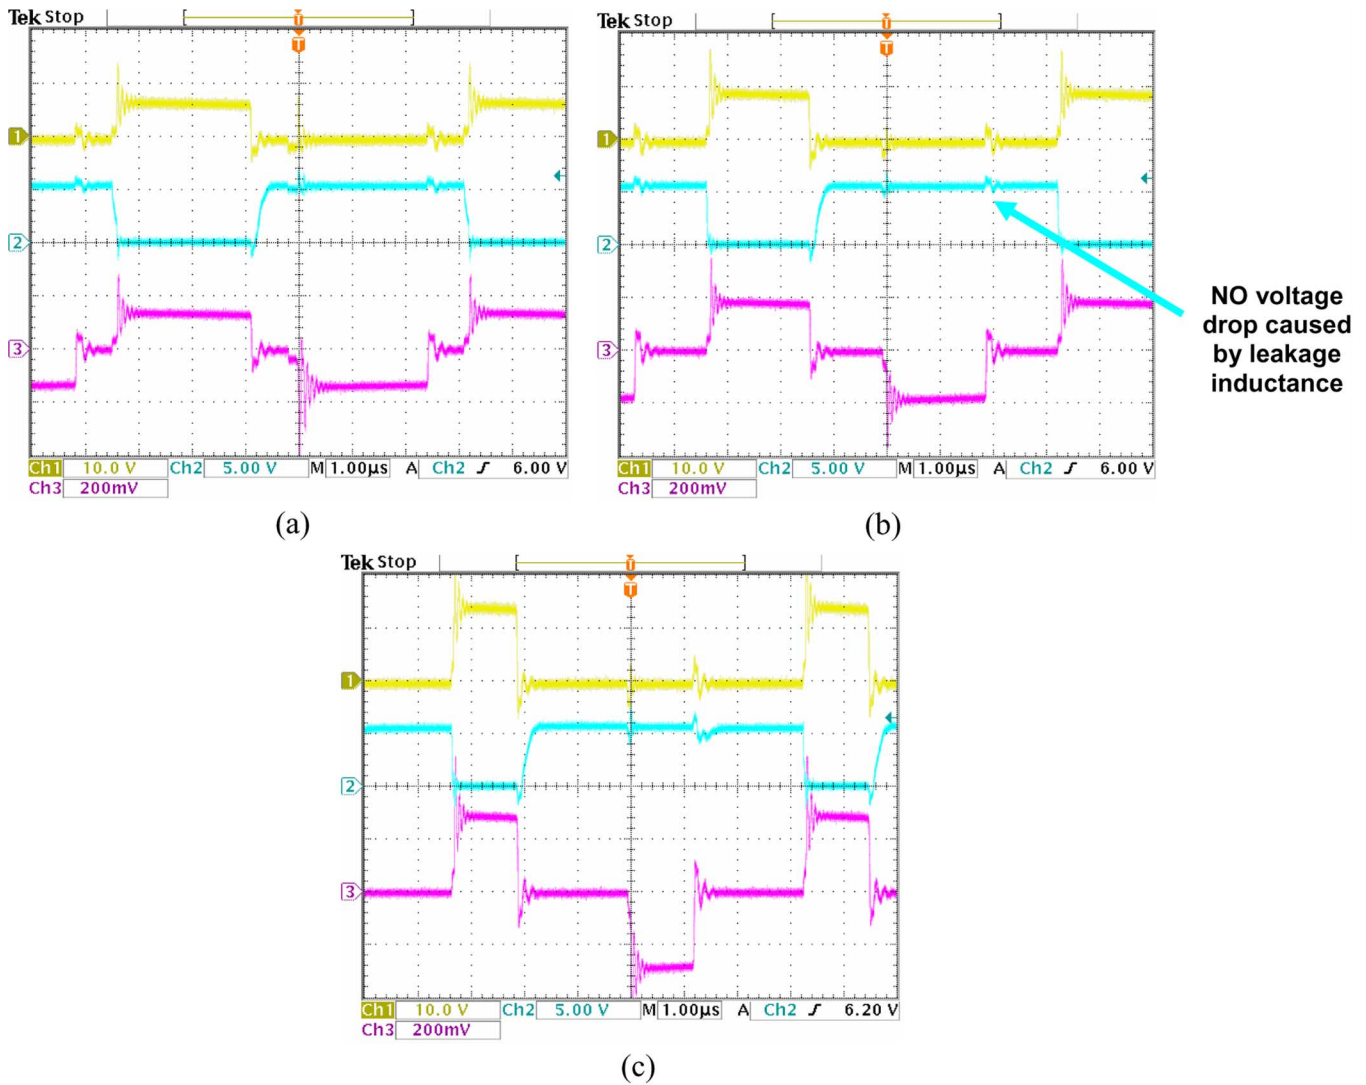 Tek Stop
T
T
1
2
3
Ch1 10.0 V Ch2 5.00 V M 1.00µs A Ch2 ʃ 6.00 V
Ch3 200mV
(a)
Tek Stop
T
T
1
2
3
Ch1 10.0 V Ch2 5.00 V M 1.00µs A Ch2 ʃ 6.00 V
Ch3 200mV
(b)
NO voltage
drop caused
by leakage
inductance
Tek Stop
T
T
1
2
3
Ch1 10.0 V Ch2 5.00 V M 1.00µs A Ch2 ʃ 6.20 V
Ch3 200mV
(c)